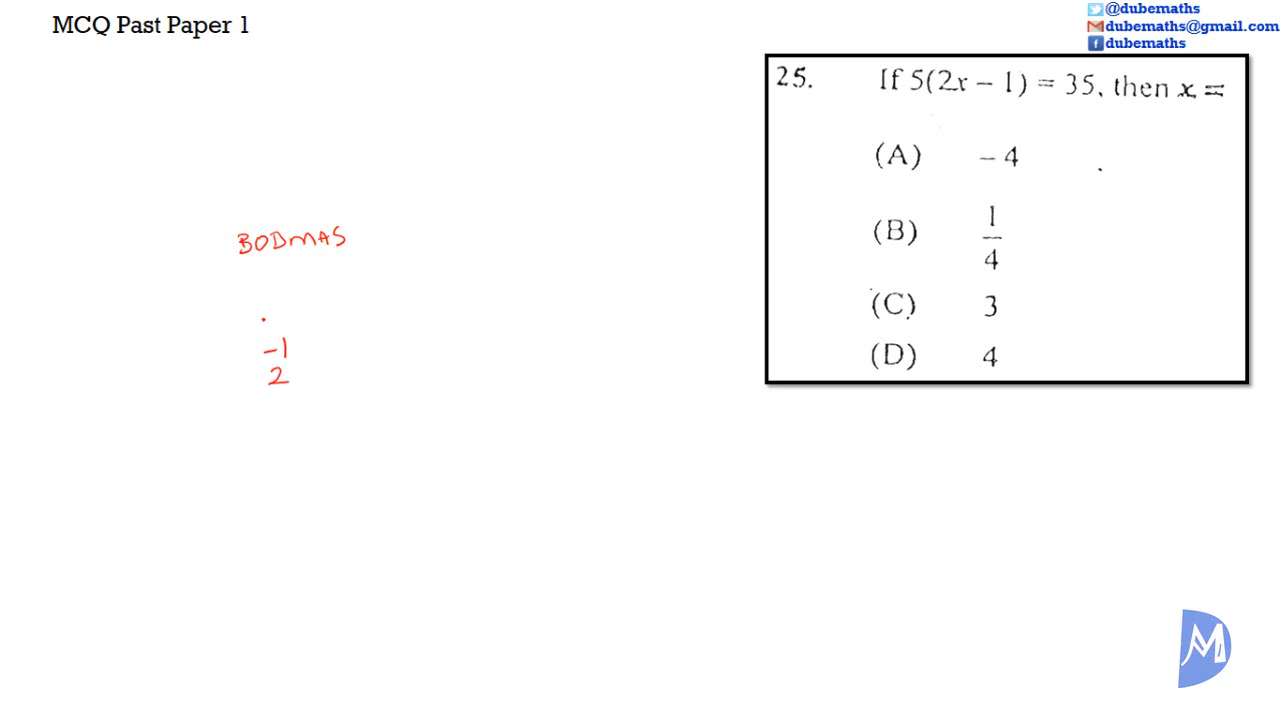 MCQ Past Paper 1
@dubemaths
dubemaths@gmail.com
dubemaths
25. If 5(2x – 1) = 35, then x =
(A) – 4
(B) 1/4
(C) 3
(D) 4
BODMAS
-1
2